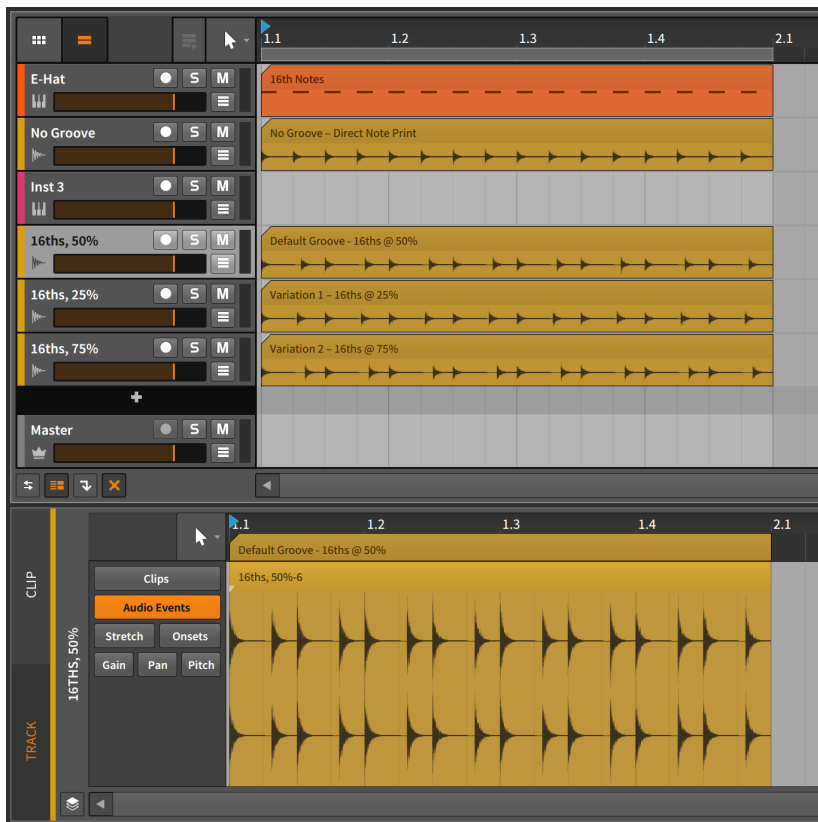 1.1 1.2 1.3 1.4 2.1
E-Hat S M
16th Notes
No Groove S M
No Groove – Direct Note Print
Inst 3 S M
16ths, 50% S M
Default Groove - 16ths @ 50%
16ths, 25% S M
Variation 1 – 16ths @ 25%
16ths, 75% S M
Variation 2 – 16ths @ 75%
Master S M
CLIP
TRACK
16THS, 50%
1.1 1.2 1.3 1.4 2.1
Default Groove - 16ths @ 50%
16ths, 50%-6
Clips
Audio Events
Stretch Onsets
Gain Pan Pitch